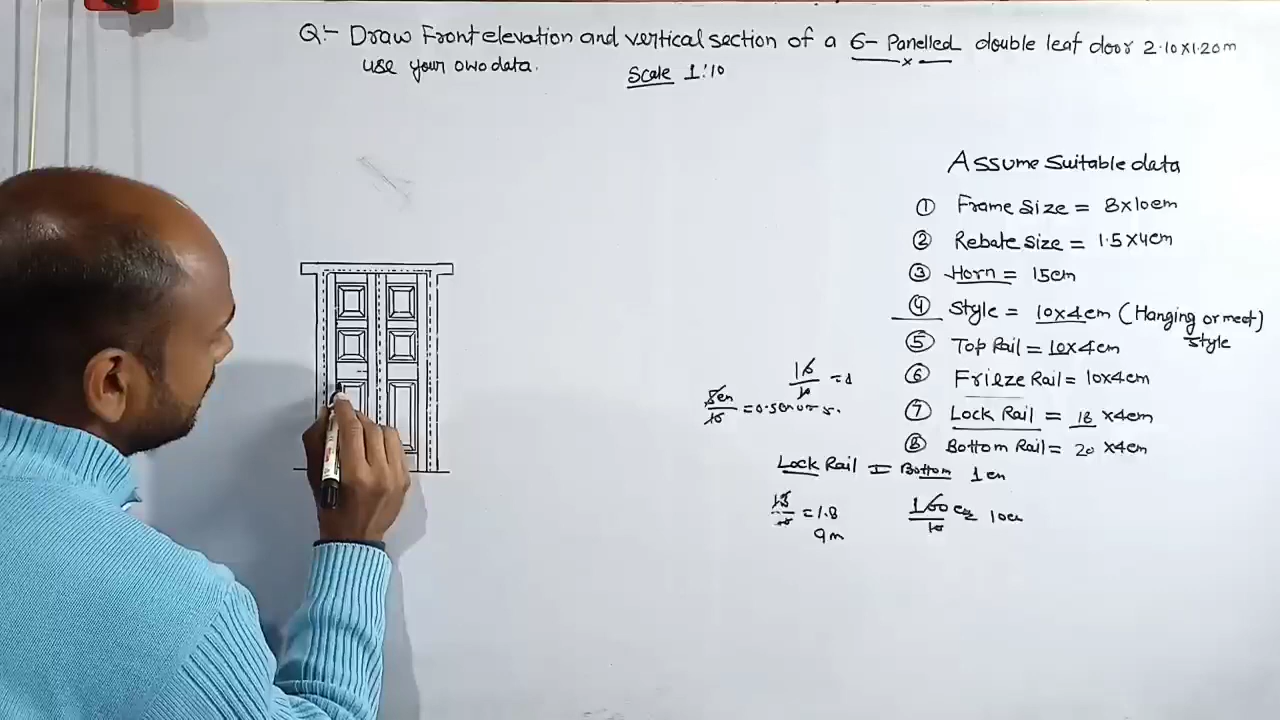 Q:- Draw Front elevation and vertical section of a 6- Panelled double leaf door 2.10x1.20m
use your own data. Scale 1:10
Assume suitable data
① Frame size = 8x10cm
② Rebate size = 1.5x4cm
③ Horn = 15cm
④ Style = 10x4cm (Hanging or meet)
style
⑤ Top Rail = 10x4cm
⑥ Frieze Rail = 10x4cm
⑦ Lock Rail = 18 x4cm
⑧ Bottom Rail = 20 x4cm
Lock Rail = Bottom 1cm
= 1.8
9m
100 cm
10
10cm